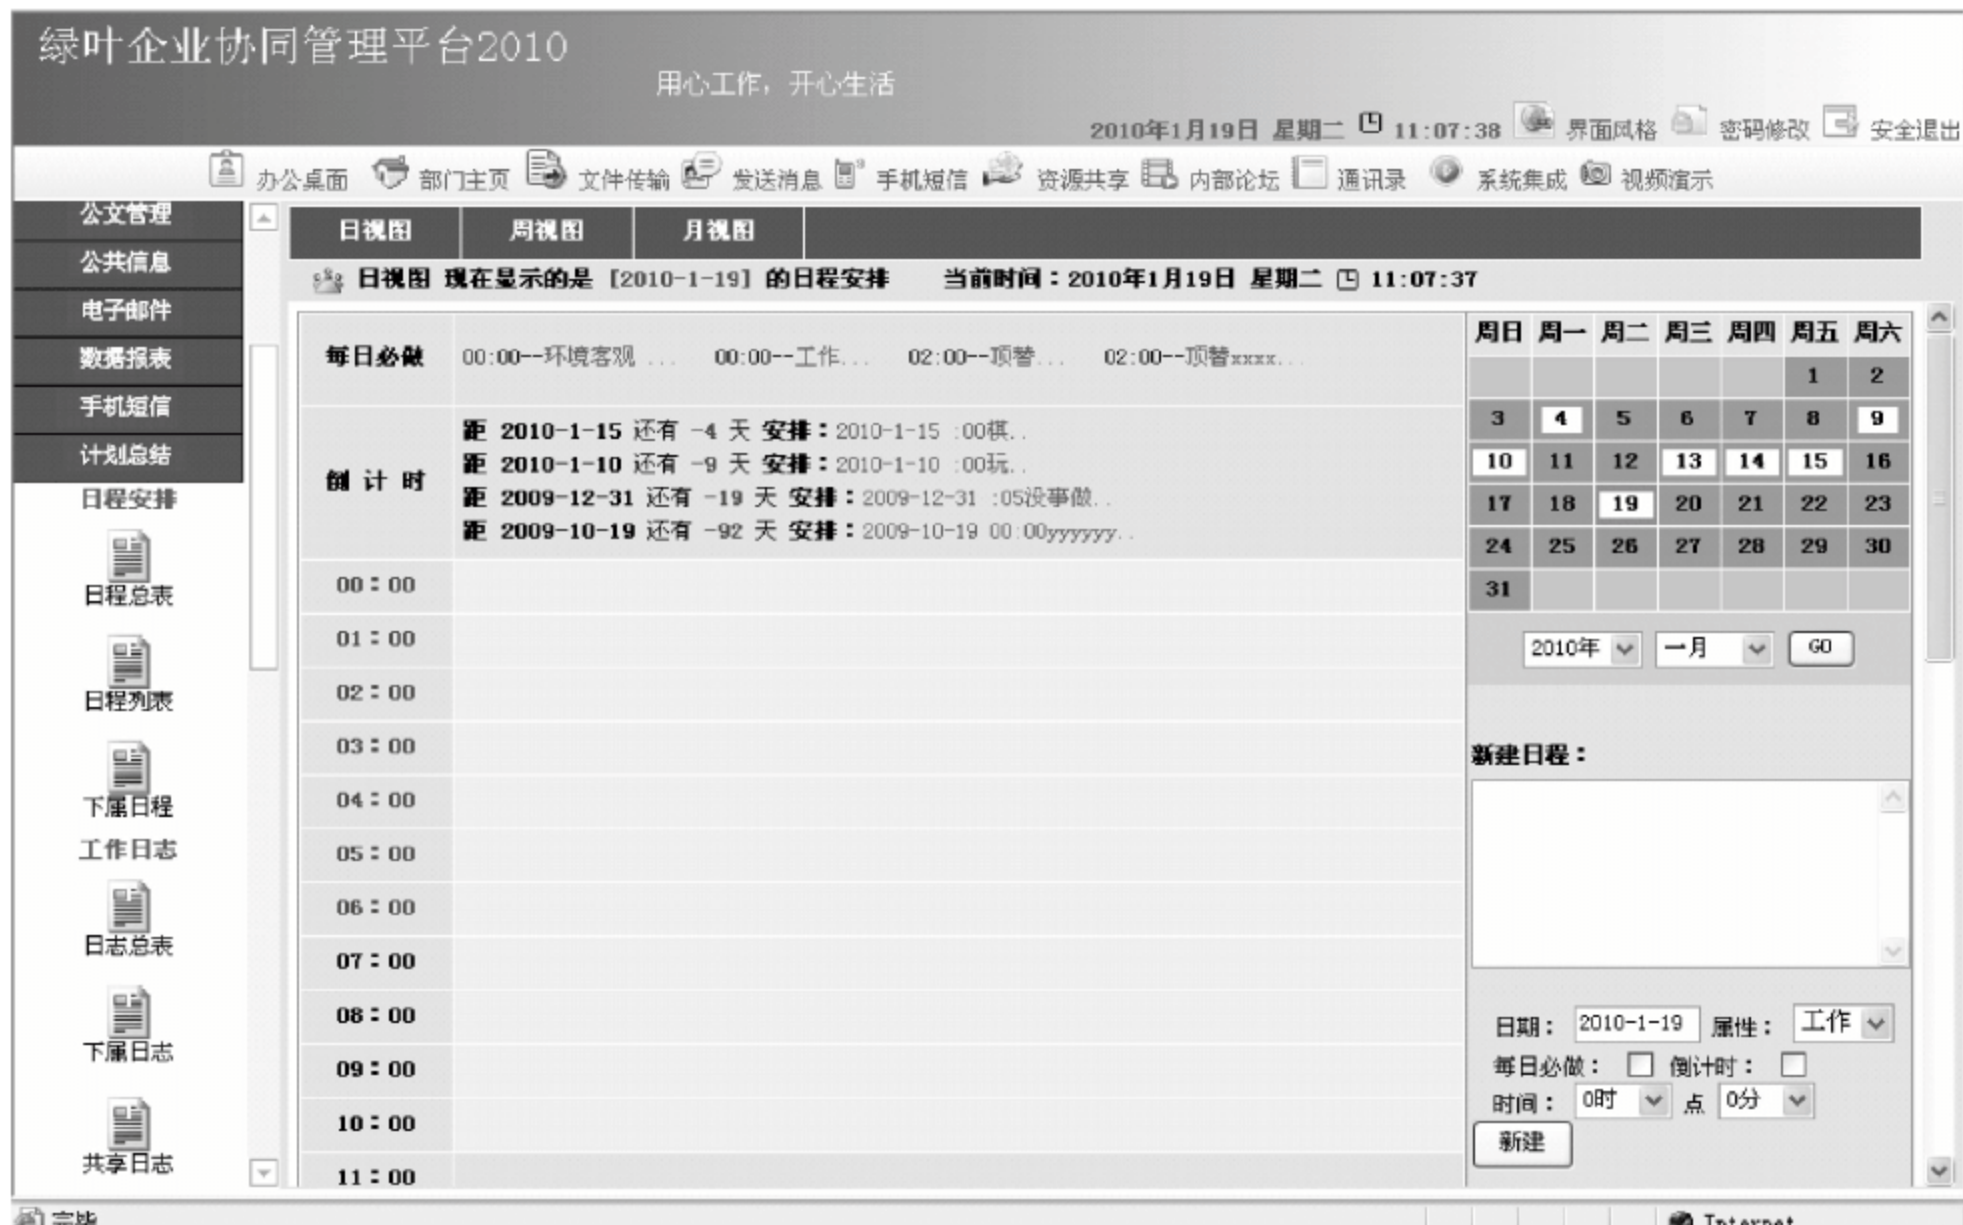 绿叶企业协同管理平台2010
用心工作，开心生活
2010年1月19日 星期二 11:07:38 界面风格 密码修改 安全退出
办公桌面 部门主页 文件传输 发送消息 手机短信 资源共享 内部论坛 通讯录 系统集成 视频演示
公文管理
公共信息
电子邮件
数据报表
手机短信
计划总结
日程安排
日程总表
日程列表
下属日程
工作日志
日志总表
下属日志
共享日志
日视图 周视图 月视图
日视图 现在显示的是 [2010-1-19] 的日程安排 当前时间：2010年1月19日 星期二 11:07:37
每日必做 00:00--环境客观 ... 00:00--工作... 02:00--顶替... 02:00--顶替xxxx...
倒 计 时
距 2010-1-15 还有 -4 天 安排：2010-1-15 :00棋..
距 2010-1-10 还有 -9 天 安排：2010-1-10 :00玩..
距 2009-12-31 还有 -19 天 安排：2009-12-31 :05没事做..
距 2009-10-19 还有 -92 天 安排：2009-10-19 00:00yyyyyyy..
00：00
01：00
02：00
03：00
04：00
05：00
06：00
07：00
08：00
09：00
10：00
11：00
周日 周一 周二 周三 周四 周五 周六
1 2
3 4 5 6 7 8 9
10 11 12 13 14 15 16
17 18 19 20 21 22 23
24 25 26 27 28 29 30
31
2010年 一月 GO
新建日程：
日期： 2010-1-19 属性： 工作
每日必做： 倒计时：
时间： 0时 点 0分
新建
完毕 Internet